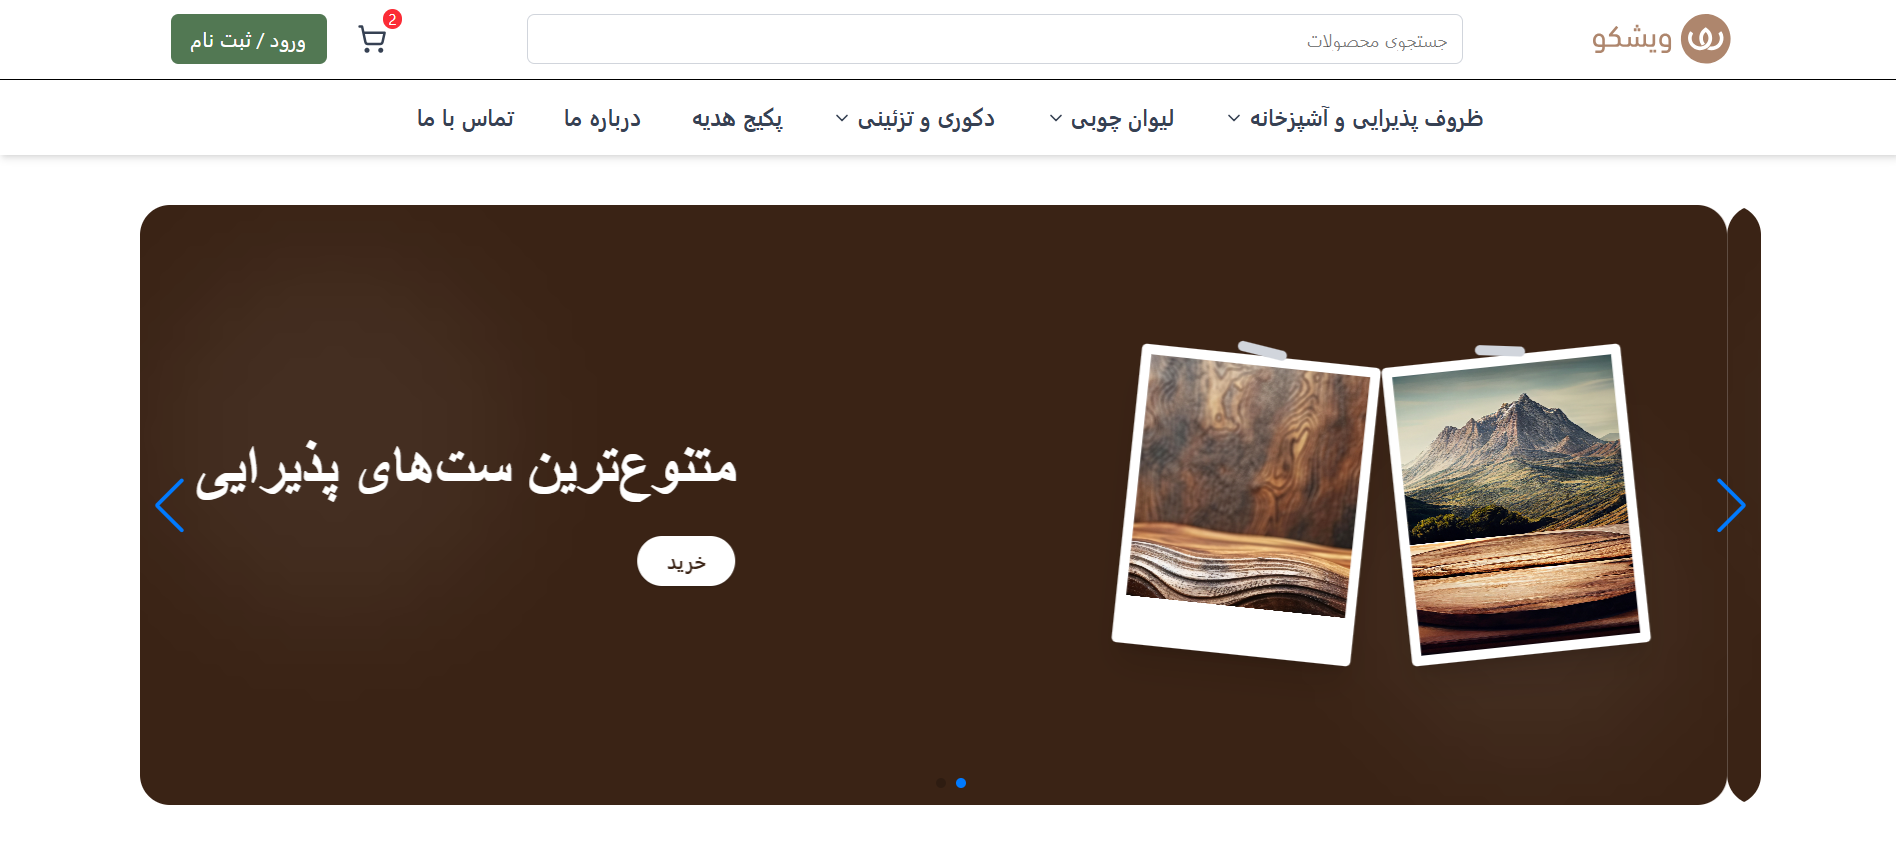 ویشکو
جستجوی محصولات
2
ورود / ثبت نام
ظروف پذیرایی و آشپزخانه
لیوان چوبی
دکوری و تزئینی
پکیج هدیه
درباره ما
تماس با ما
متنوع‌ترین ست‌های پذیرایی
خرید